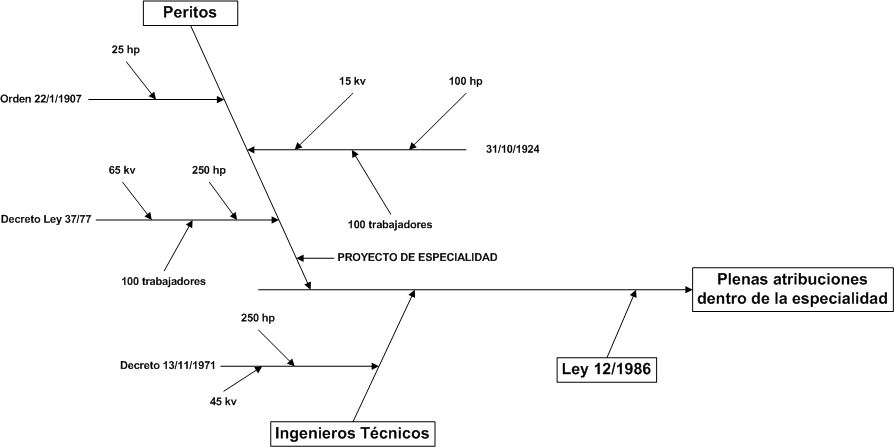 Peritos
25 hp
15 kv
100 hp
Orden 22/1/1907
31/10/1924
65 kv
250 hp
Decreto Ley 37/77
100 trabajadores
PROYECTO DE ESPECIALIDAD
100 trabajadores
Plenas atribuciones
dentro de la especialidad
250 hp
Decreto 13/11/1971
Ley 12/1986
45 kv
Ingenieros Técnicos